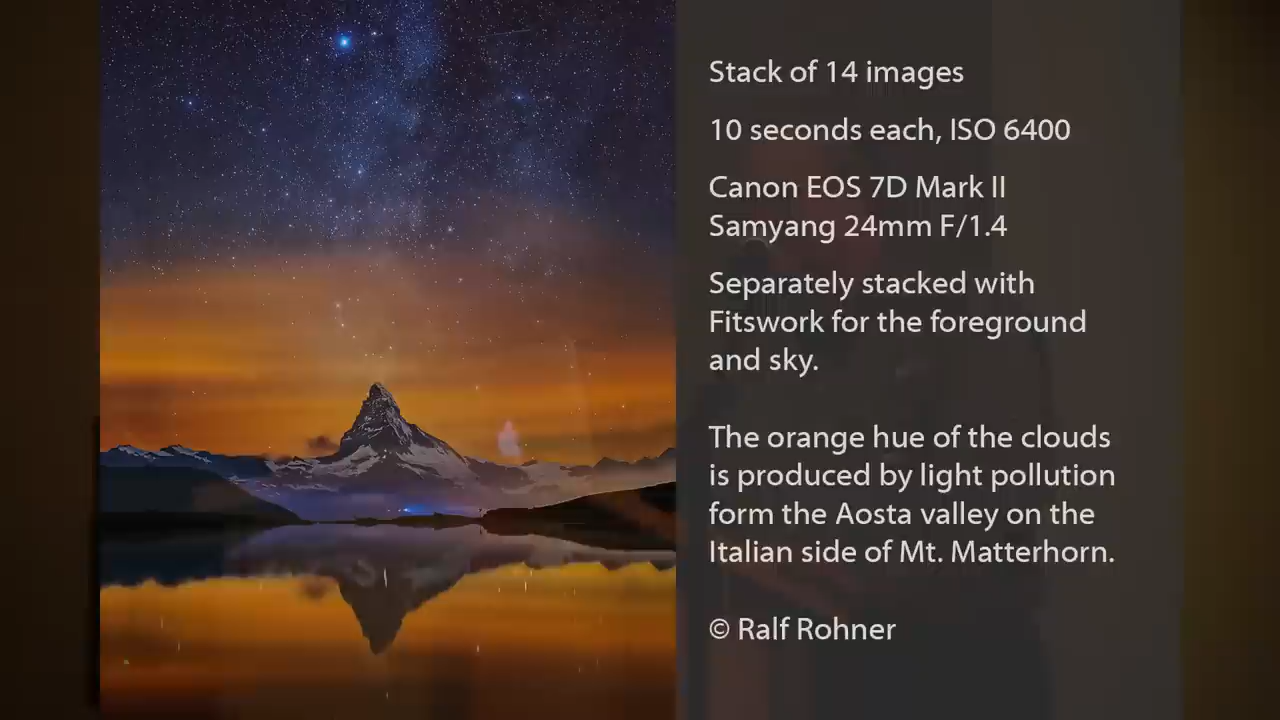 Stack of 14 images
10 seconds each, ISO 6400
Canon EOS 7D Mark II
Samyang 24mm F/1.4
Separately stacked with
Fitswork for the foreground
and sky.
The orange hue of the clouds
is produced by light pollution
form the Aosta valley on the
Italian side of Mt. Matterhorn.
© Ralf Rohner